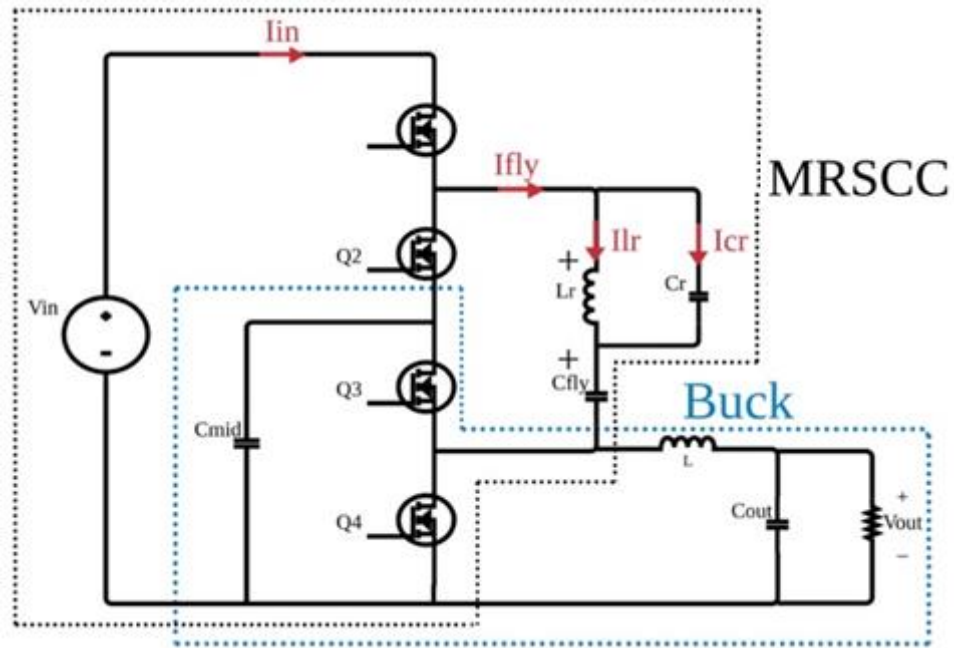 Iin
MRSCC
Ifly
Ilr
Icr
Q2
+
Lr
Cr
Vin
+
Cfly
Q3
Buck
Cmid
L
Q4
Cout
+
Vout
–